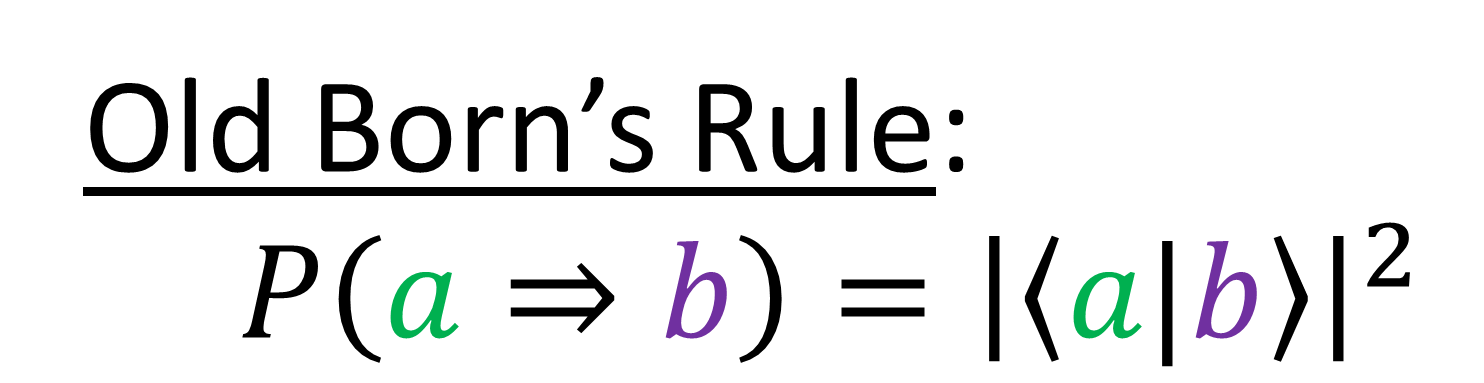 Old Born’s Rule:
P(a ⇒ b) = |⟨a|b⟩|²